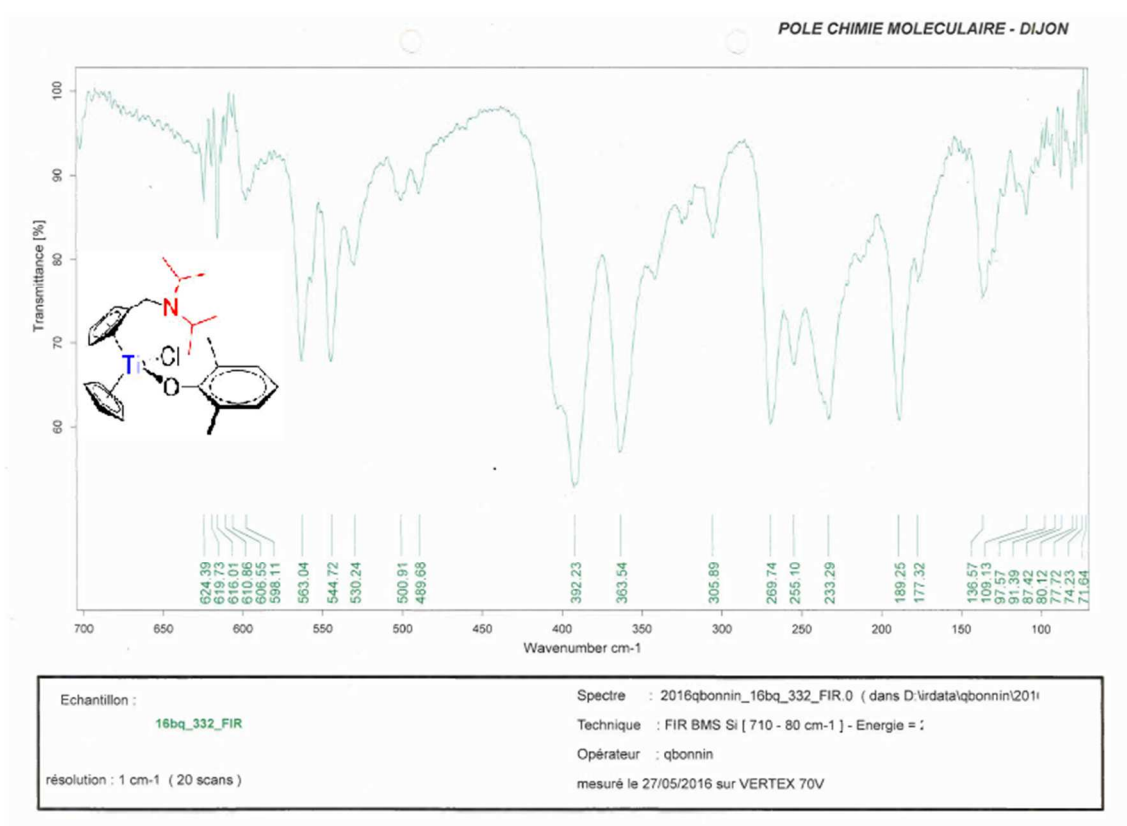 POLE CHIMIE MOLECULAIRE - DIJON
Transmittance [%]
100
90
80
70
60
N
Ti
Cl
O
624.39
619.73
616.01
610.86
606.55
598.11
563.04
544.72
530.24
500.91
489.68
392.23
363.54
305.89
269.74
255.10
233.29
189.25
177.32
136.57
109.13
97.57
91.39
87.42
80.12
77.72
74.23
71.64
700 650 600 550 500 450 400 350 300 250 200 150 100
Wavenumber cm-1
Echantillon :
16bq_332_FIR
résolution : 1 cm-1 ( 20 scans )
Spectre : 2016qbonnin_16bq_332_FIR.0 ( dans D:\irdata\qbonnin\201
Technique : FIR BMS Si [ 710 - 80 cm-1 ] - Energie =
Opérateur : qbonnin
mesuré le 27/05/2016 sur VERTEX 70V